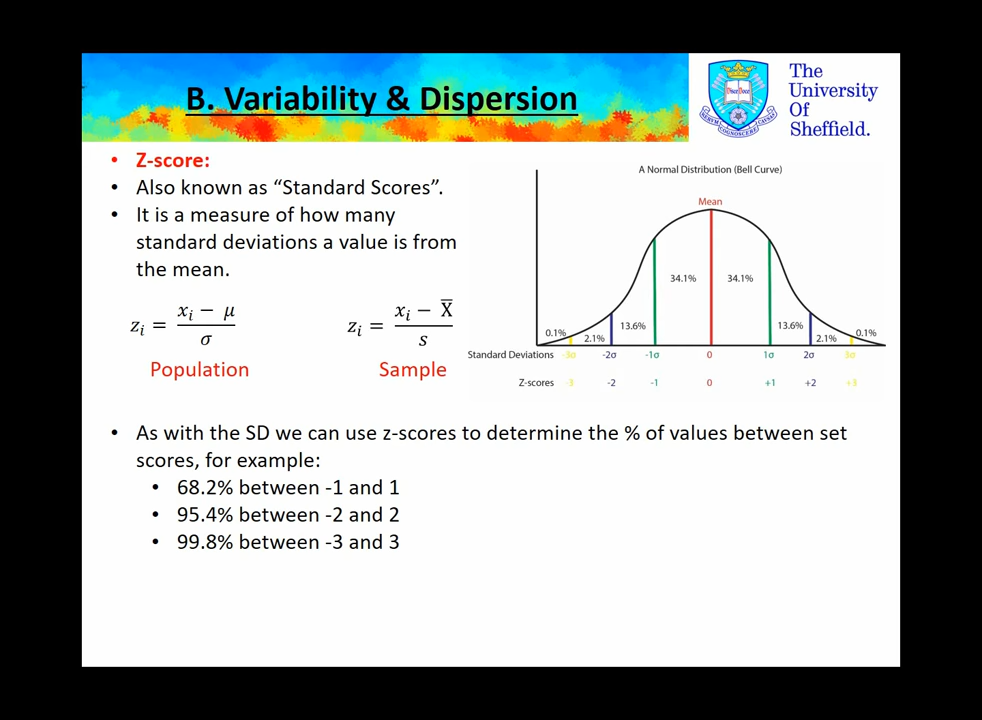 B. Variability & Dispersion
The
University
Of
Sheffield.
• Z-score:
• Also known as “Standard Scores”.
• It is a measure of how many
standard deviations a value is from
the mean.
zᵢ = (xᵢ − μ) / σ
Population
zᵢ = (xᵢ − X̅) / s
Sample
A Normal Distribution (Bell Curve)
Mean
34.1% 34.1%
0.1% 2.1% 13.6% 13.6% 2.1% 0.1%
Standard Deviations -3σ -2σ -1σ 0 1σ 2σ 3σ
Z-scores -3 -2 -1 0 +1 +2 +3
• As with the SD we can use z-scores to determine the % of values between set
scores, for example:
• 68.2% between -1 and 1
• 95.4% between -2 and 2
• 99.8% between -3 and 3